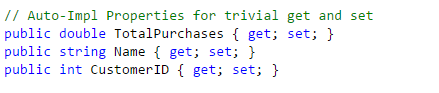 // Auto-Impl Properties for trivial get and set
public double TotalPurchases { get; set; }
public string Name { get; set; }
public int CustomerID { get; set; }